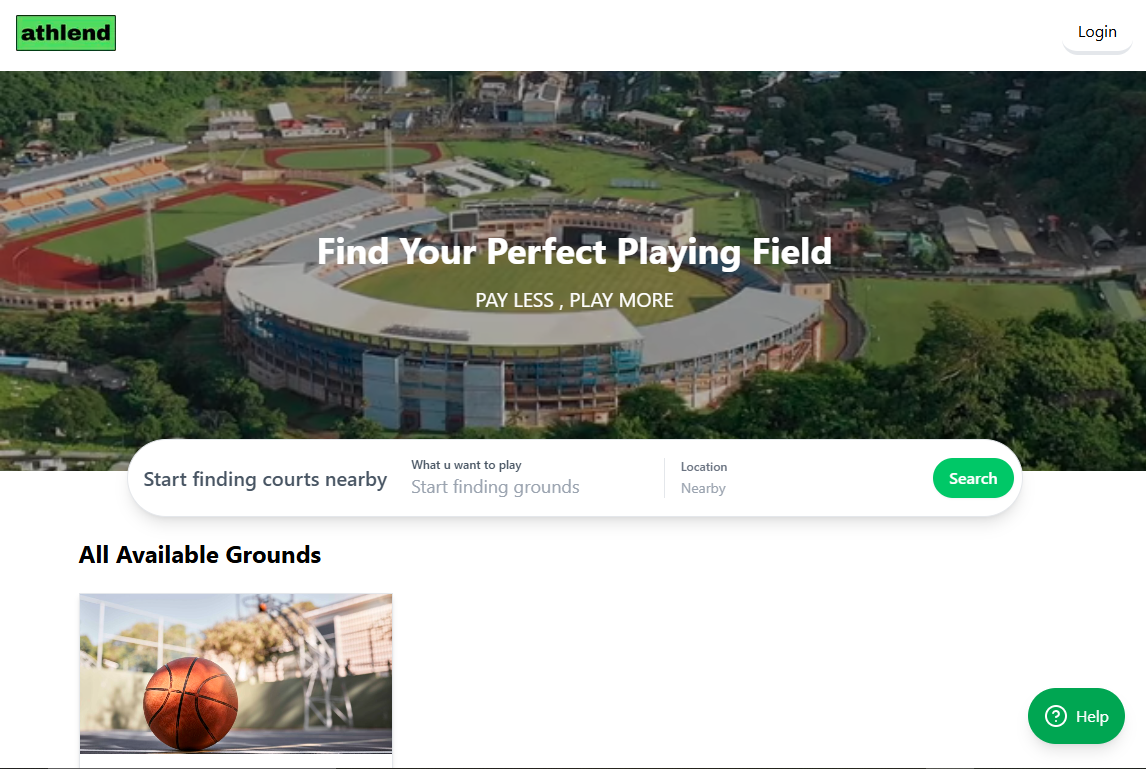 athlend
Login
Find Your Perfect Playing Field
PAY LESS , PLAY MORE
Start finding courts nearby
What u want to play
Start finding grounds
Location
Nearby
Search
All Available Grounds
Help